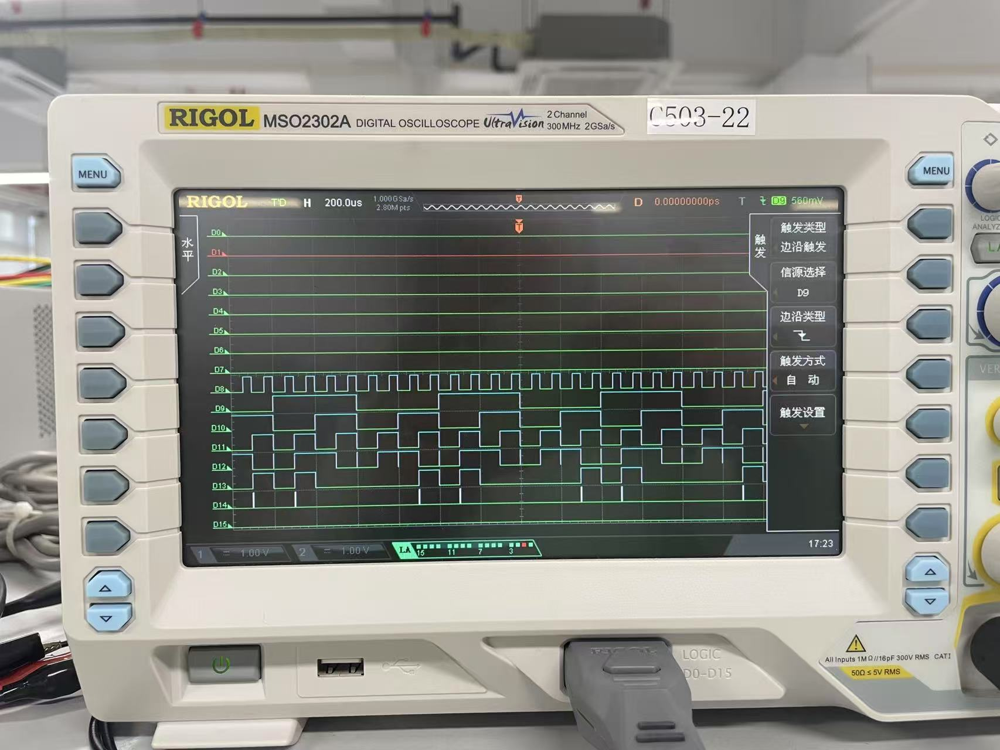 RIGOL MSO2302A DIGITAL OSCILLOSCOPE UltraVision 2 Channel
300MHz 2GSa/s
C503-22
MENU
MENU
RIGOL T'D H 200.0us 1.000GSa/s
2.80M pts
T
D 0.00000000ps T D9 560mV
T
水平
触发
D0
D1
D2
D3
D4
D5
D6
D7
D8
D9
D10
D11
D12
D13
D14
D15
触发类型
边沿触发
信源选择
D9
边沿类型
触发方式
自 动
触发设置
1 1.00 V 2 1.00 V LA 15 11 7 3
17:23
LOGIC
VER
LOGIC
D0-D15
All Inputs 1MΩ//16pF 300V RMS CAT I
50Ω ≤ 5V RMS
RIGOL